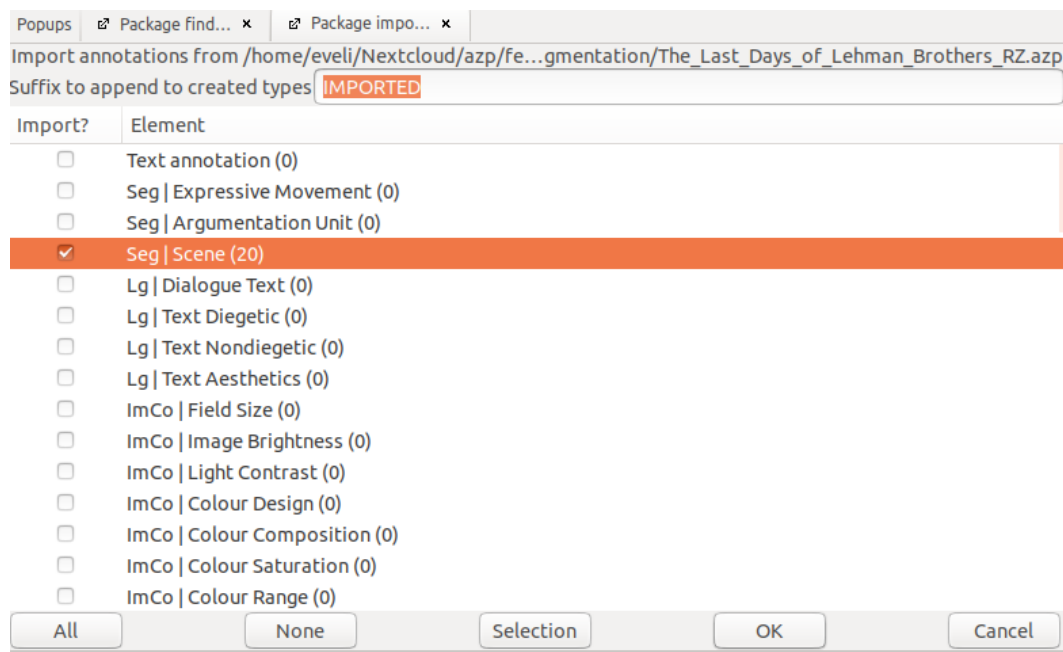 Popups Package find... × Package impo... ×
Import annotations from /home/eveli/Nextcloud/azp/fe...gmentation/The_Last_Days_of_Lehman_Brothers_RZ.azp
Suffix to append to created types IMPORTED
Import? Element
Text annotation (0)
Seg | Expressive Movement (0)
Seg | Argumentation Unit (0)
Seg | Scene (20)
Lg | Dialogue Text (0)
Lg | Text Diegetic (0)
Lg | Text Nondiegetic (0)
Lg | Text Aesthetics (0)
ImCo | Field Size (0)
ImCo | Image Brightness (0)
ImCo | Light Contrast (0)
ImCo | Colour Design (0)
ImCo | Colour Composition (0)
ImCo | Colour Saturation (0)
ImCo | Colour Range (0)
All None Selection OK Cancel